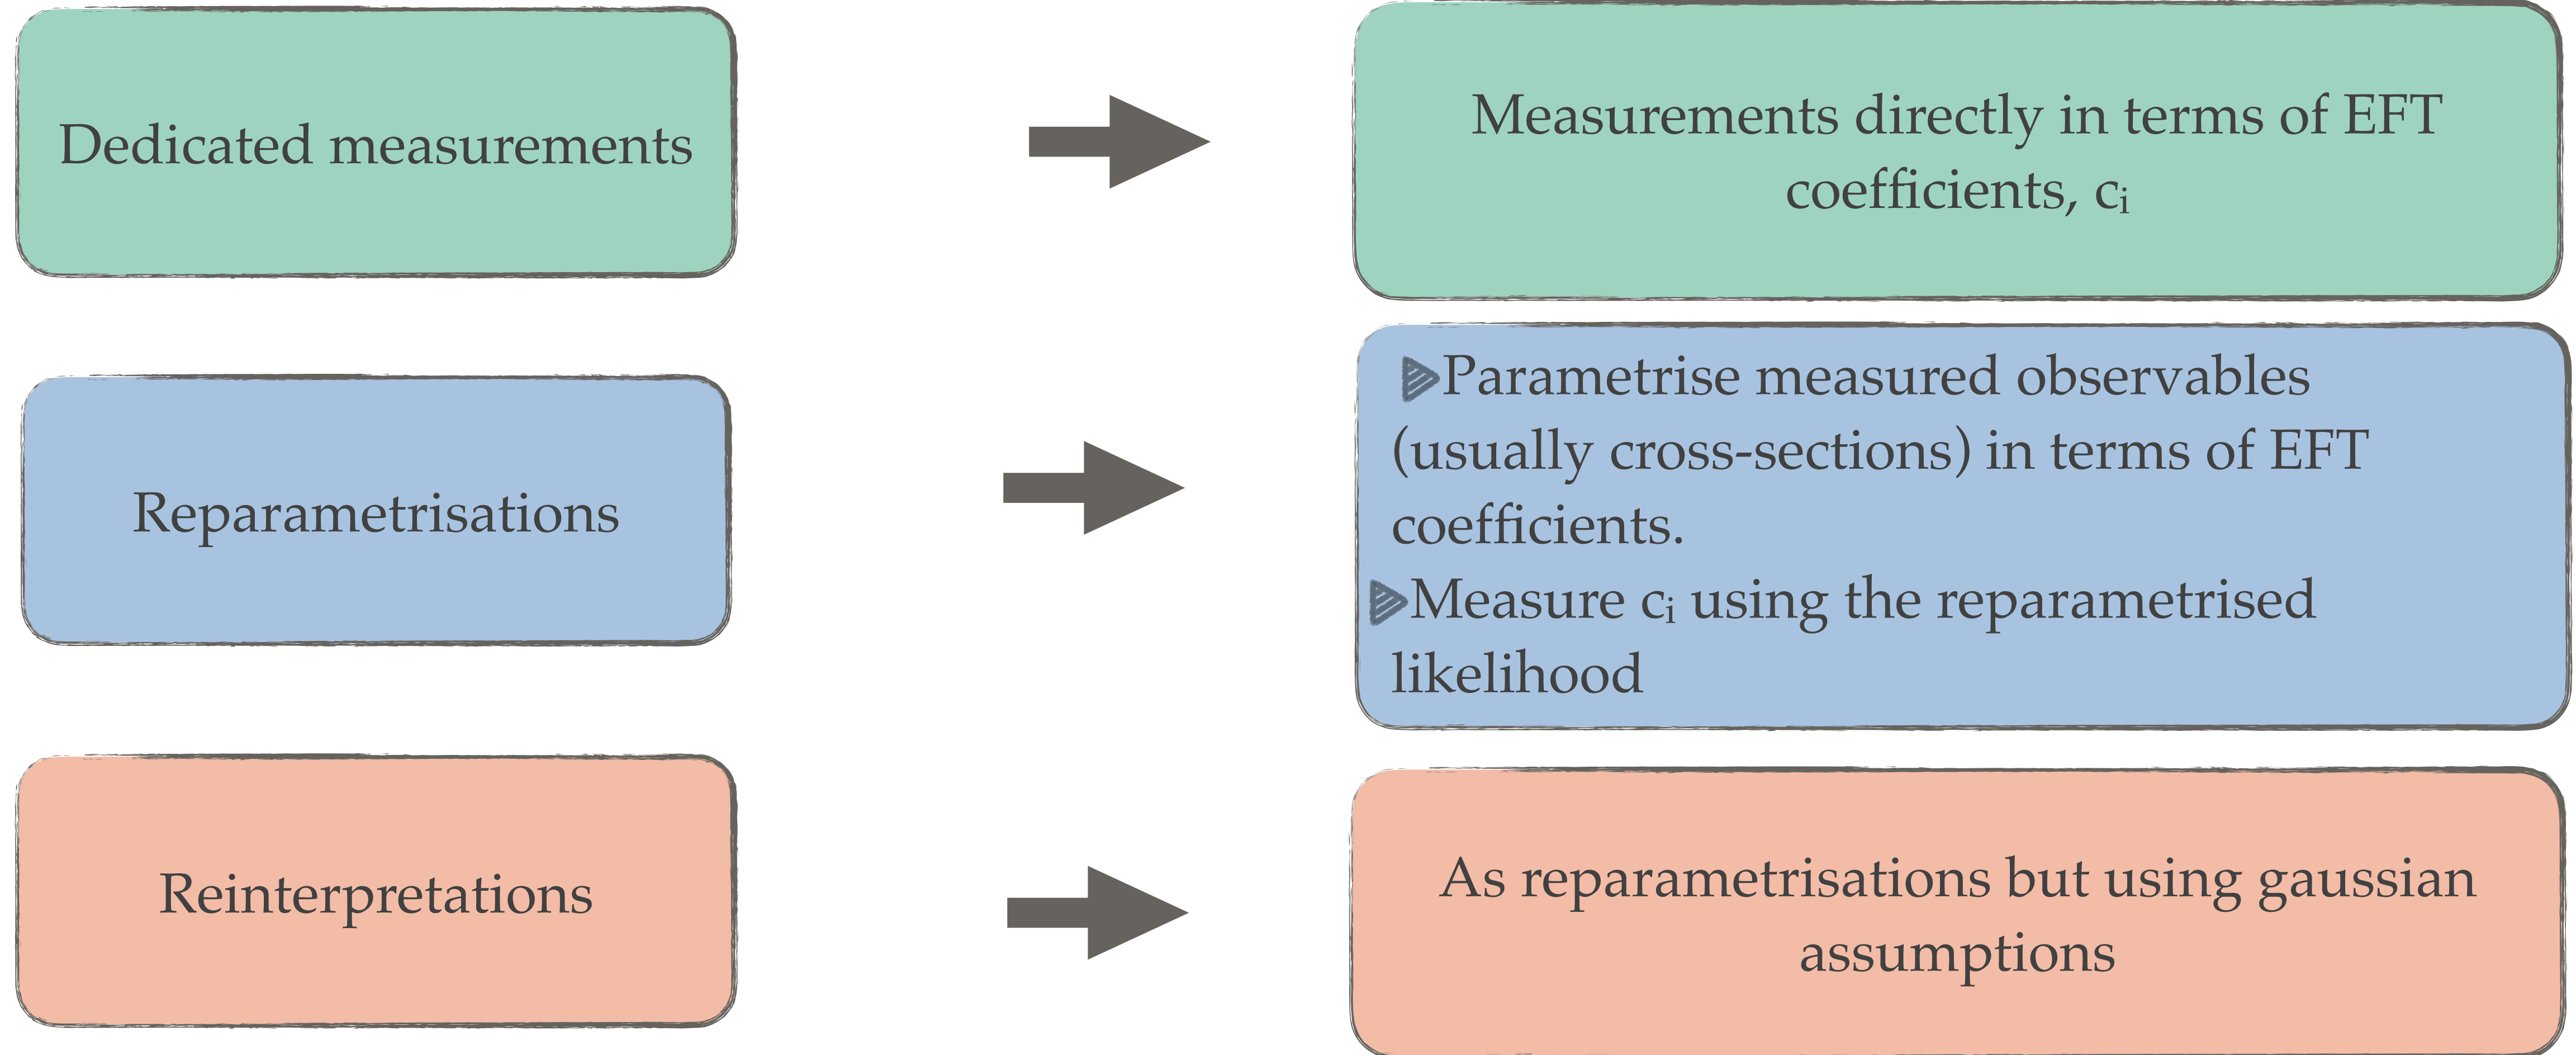 Dedicated measurements
Measurements directly in terms of EFT
coefficients, cᵢ
Reparametrisations
Parametrise measured observables
(usually cross-sections) in terms of EFT
coefficients.
Measure cᵢ using the reparametrised
likelihood
Reinterpretations
As reparametrisations but using gaussian
assumptions